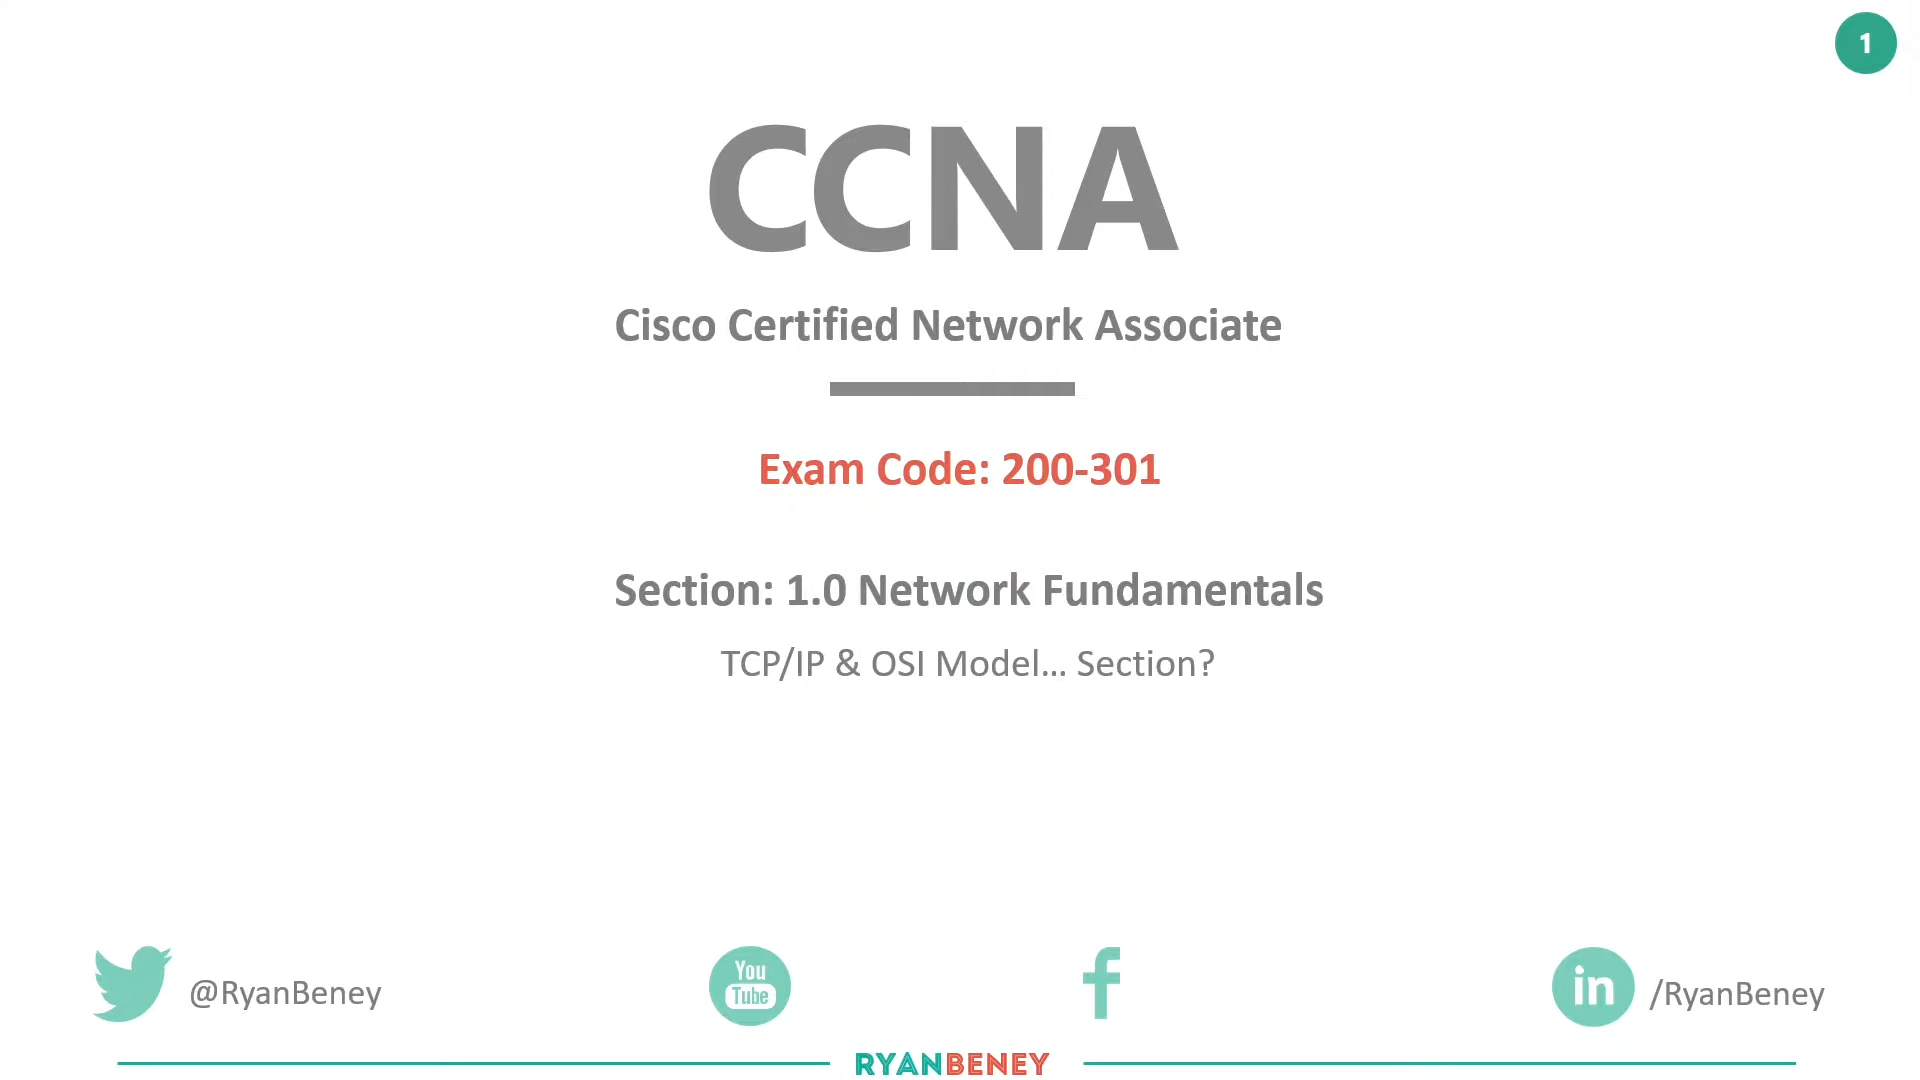 1
CCNA
Cisco Certified Network Associate
Exam Code: 200-301
Section: 1.0 Network Fundamentals
TCP/IP & OSI Model... Section?
@RyanBeney
You
Tube
f
in
/RyanBeney
RYANBENEY